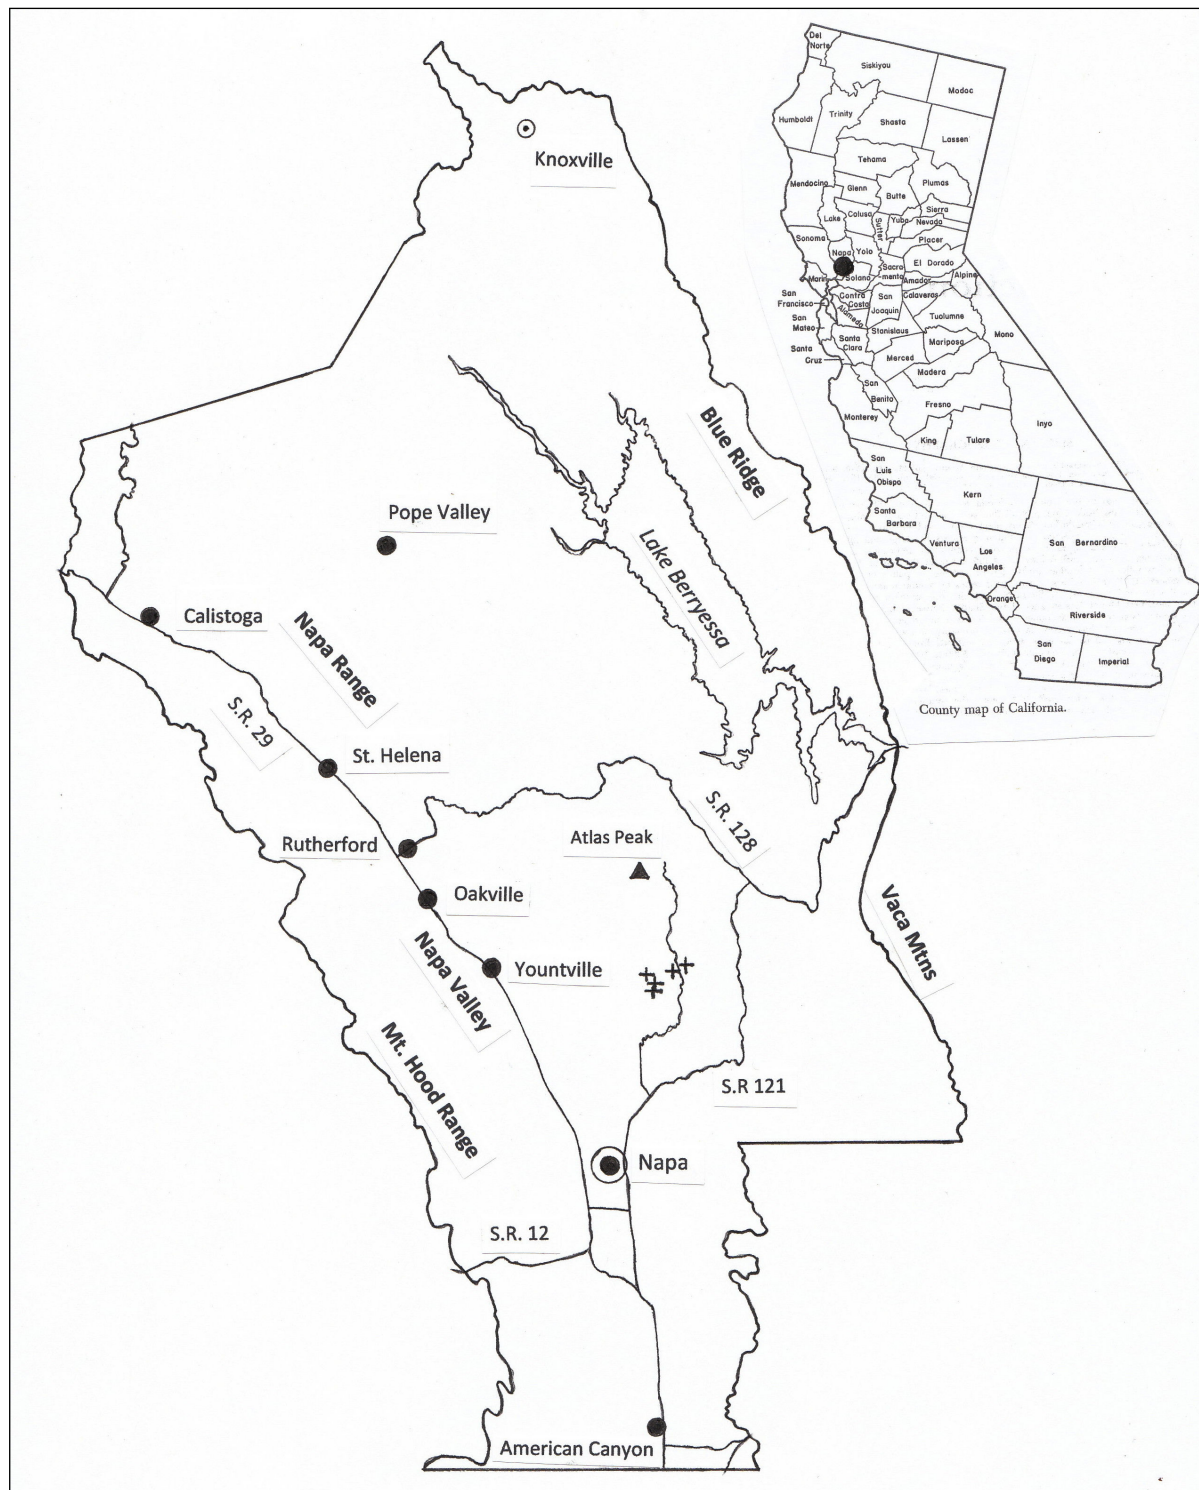 Knoxville
Blue Ridge
Pope Valley
Lake Berryessa
Calistoga
Napa Range
S.R. 29
St. Helena
S.R. 128
Rutherford
Atlas Peak
Oakville
Vaca Mtns
Napa Valley
Yountville
Mt. Hood Range
S.R 121
Napa
S.R. 12
American Canyon
Del
Norte
Siskiyou
Modoc
Humboldt
Trinity
Shasta
Lassen
Tehama
Mendocino
Glenn
Butte
Plumas
Lake
Colusa
Sutter
Yuba
Sierra
Nevada
Placer
Sonoma
Napa
Yolo
El Dorado
Sacra-
mento
Marin
Solano
Amador
Alpine
San
Francisco
Contra
Costa
San
Joaquin
Calaveras
Alameda
Tuolumne
San
Mateo
Stanislaus
Mono
Santa
Clara
Mariposa
Santa
Cruz
Merced
Madera
San
Benito
Fresno
Monterey
Inyo
King
Tulare
San
Luis
Obispo
Kern
Santa
Barbara
Ventura
Los
Angeles
San Bernardino
Orange
Riverside
San
Diego
Imperial
County map of California.